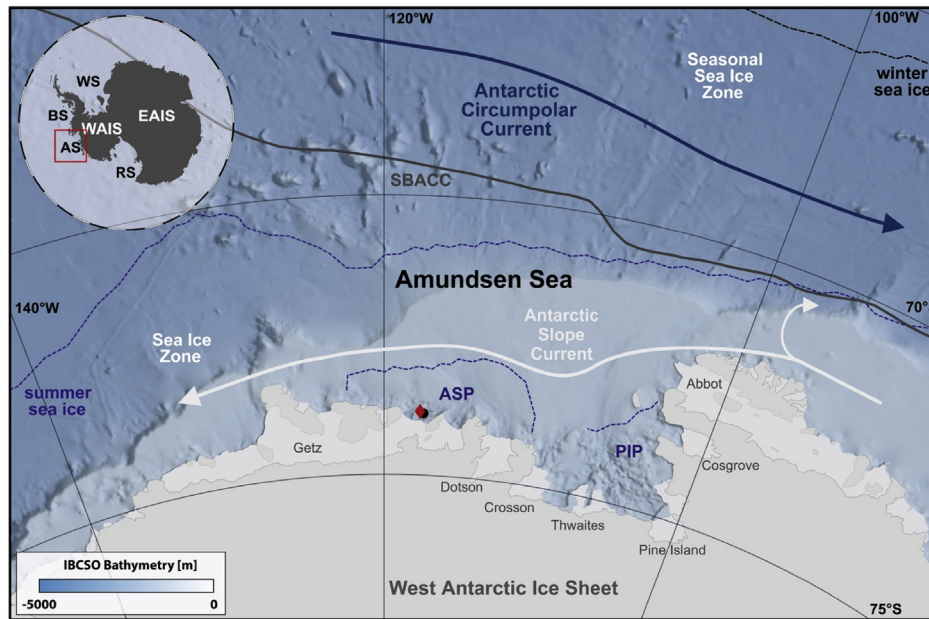 120°W
100°W
WS
BS
WAIS
EAIS
AS
RS
Antarctic
Circumpolar
Current
Seasonal
Sea Ice
Zone
winter
sea ice
SBACC
140°W
Amundsen Sea
70°
Sea Ice
Zone
Antarctic
Slope
Current
summer
sea ice
ASP
Abbot
Getz
PIP
Cosgrove
Dotson
Crosson
Thwaites
Pine Island
IBCSO Bathymetry [m]
-5000
0
West Antarctic Ice Sheet
75°S